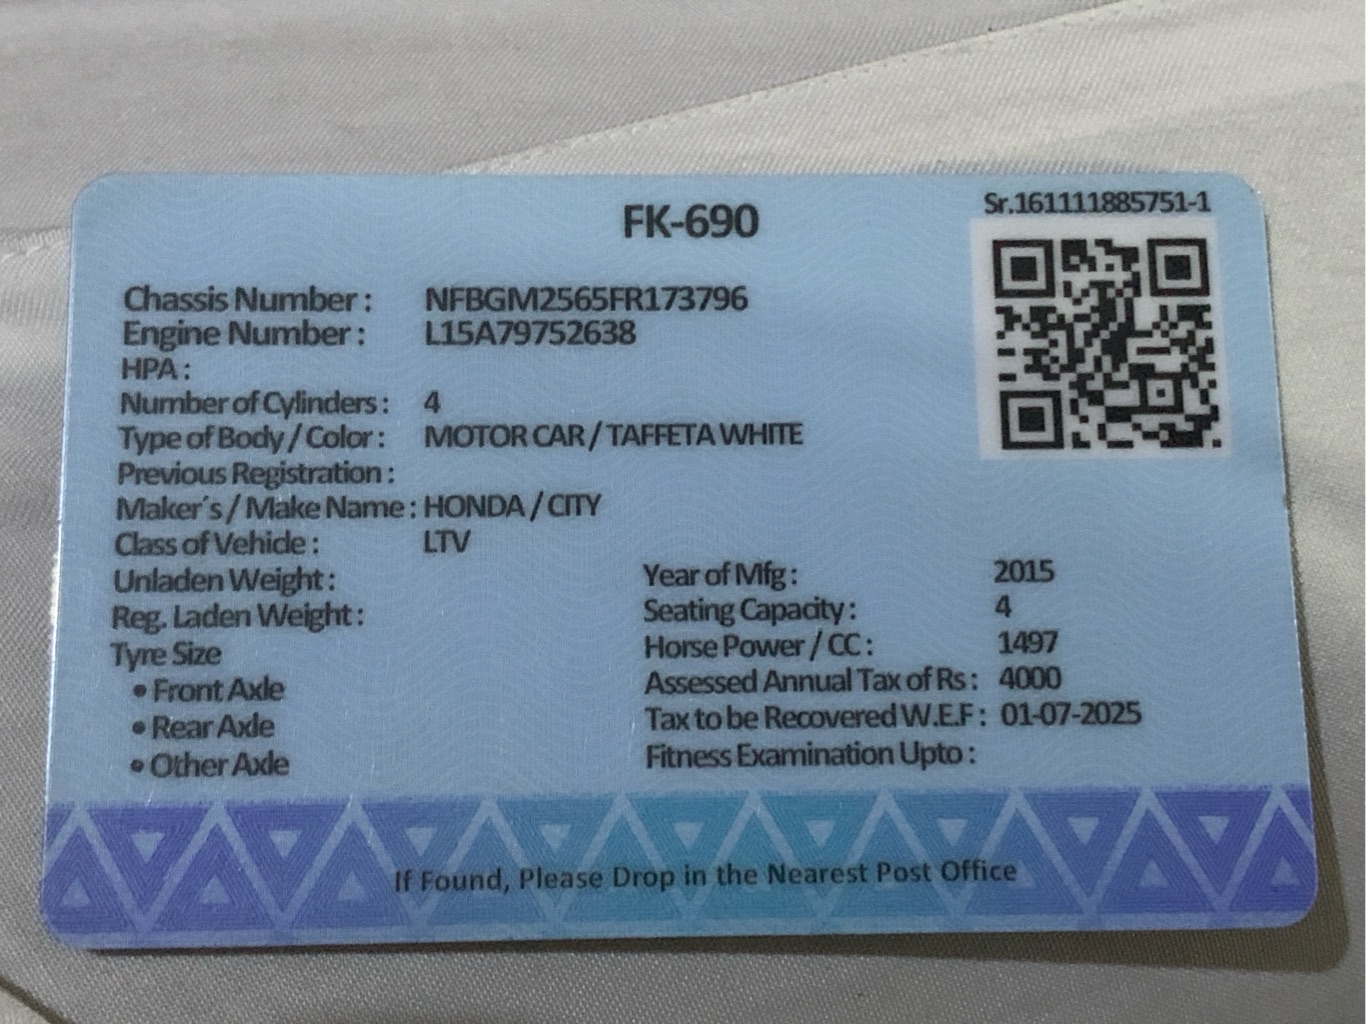 FK-690
Sr.161111885751-1
Chassis Number : NFBGM2565FR173796
Engine Number : L15A79752638
HPA :
Number of Cylinders : 4
Type of Body / Color : MOTOR CAR / TAFFETA WHITE
Previous Registration :
Maker´s / Make Name : HONDA / CITY
Class of Vehicle : LTV
Unladen Weight :
Reg. Laden Weight :
Tyre Size
• Front Axle
• Rear Axle
• Other Axle
Year of Mfg : 2015
Seating Capacity : 4
Horse Power / CC : 1497
Assessed Annual Tax of Rs : 4000
Tax to be Recovered W.E.F : 01-07-2025
Fitness Examination Upto :
If Found, Please Drop in the Nearest Post Office